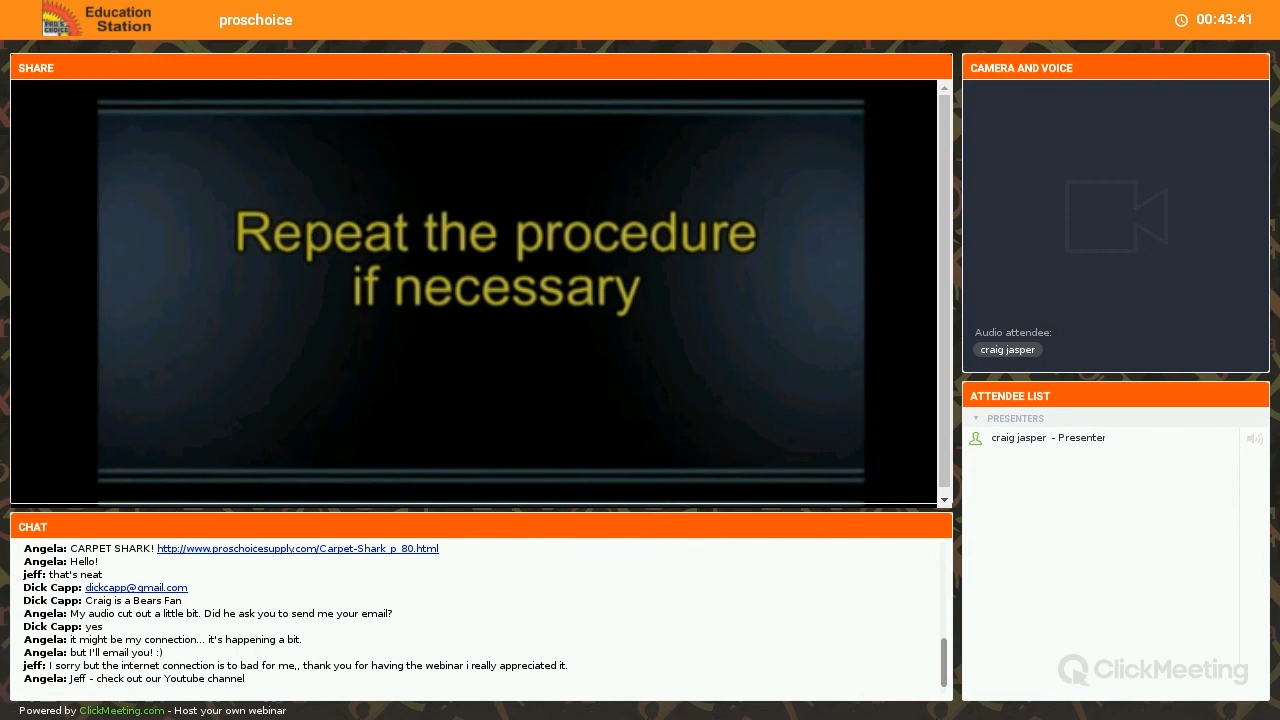 PRO'S CHOICE
Education Station
proschoice
00:43:41
SHARE
Repeat the procedure
if necessary
CAMERA AND VOICE
Audio attendee:
craig jasper
ATTENDEE LIST
PRESENTERS
craig jasper - Presenter
ClickMeeting
CHAT
Angela: CARPET SHARK! http://www.proschoicesupply.com/Carpet-Shark_p_80.html
Angela: Hello!
jeff: that's neat
Dick Capp: dickcapp@gmail.com
Dick Capp: Craig is a Bears Fan
Angela: My audio cut out a little bit. Did he ask you to send me your email?
Dick Capp: yes
Angela: it might be my connection... it's happening a bit.
Angela: but I'll email you! :)
jeff: I sorry but the internet connection is to bad for me,, thank you for having the webinar i really appreciated it.
Angela: Jeff - check out our Youtube channel
Powered by ClickMeeting.com - Host your own webinar